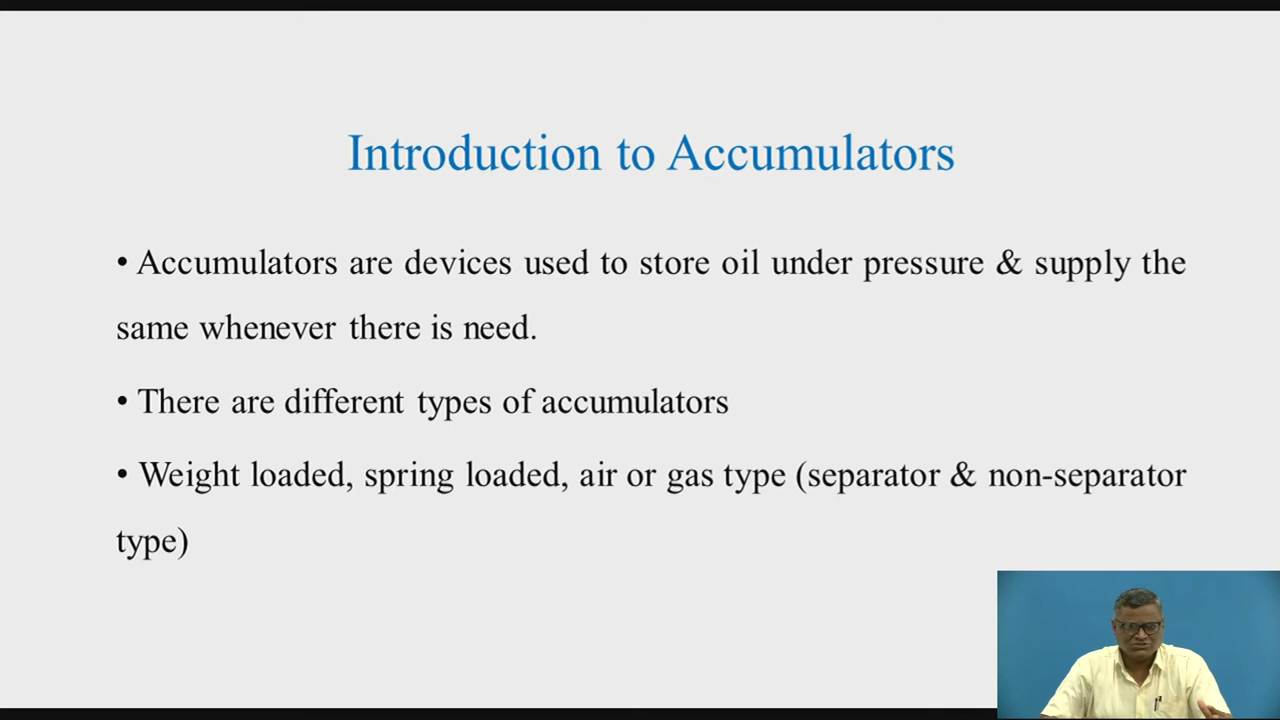 Introduction to Accumulators
• Accumulators are devices used to store oil under pressure & supply the
same whenever there is need.
• There are different types of accumulators
• Weight loaded, spring loaded, air or gas type (separator & non-separator
type)